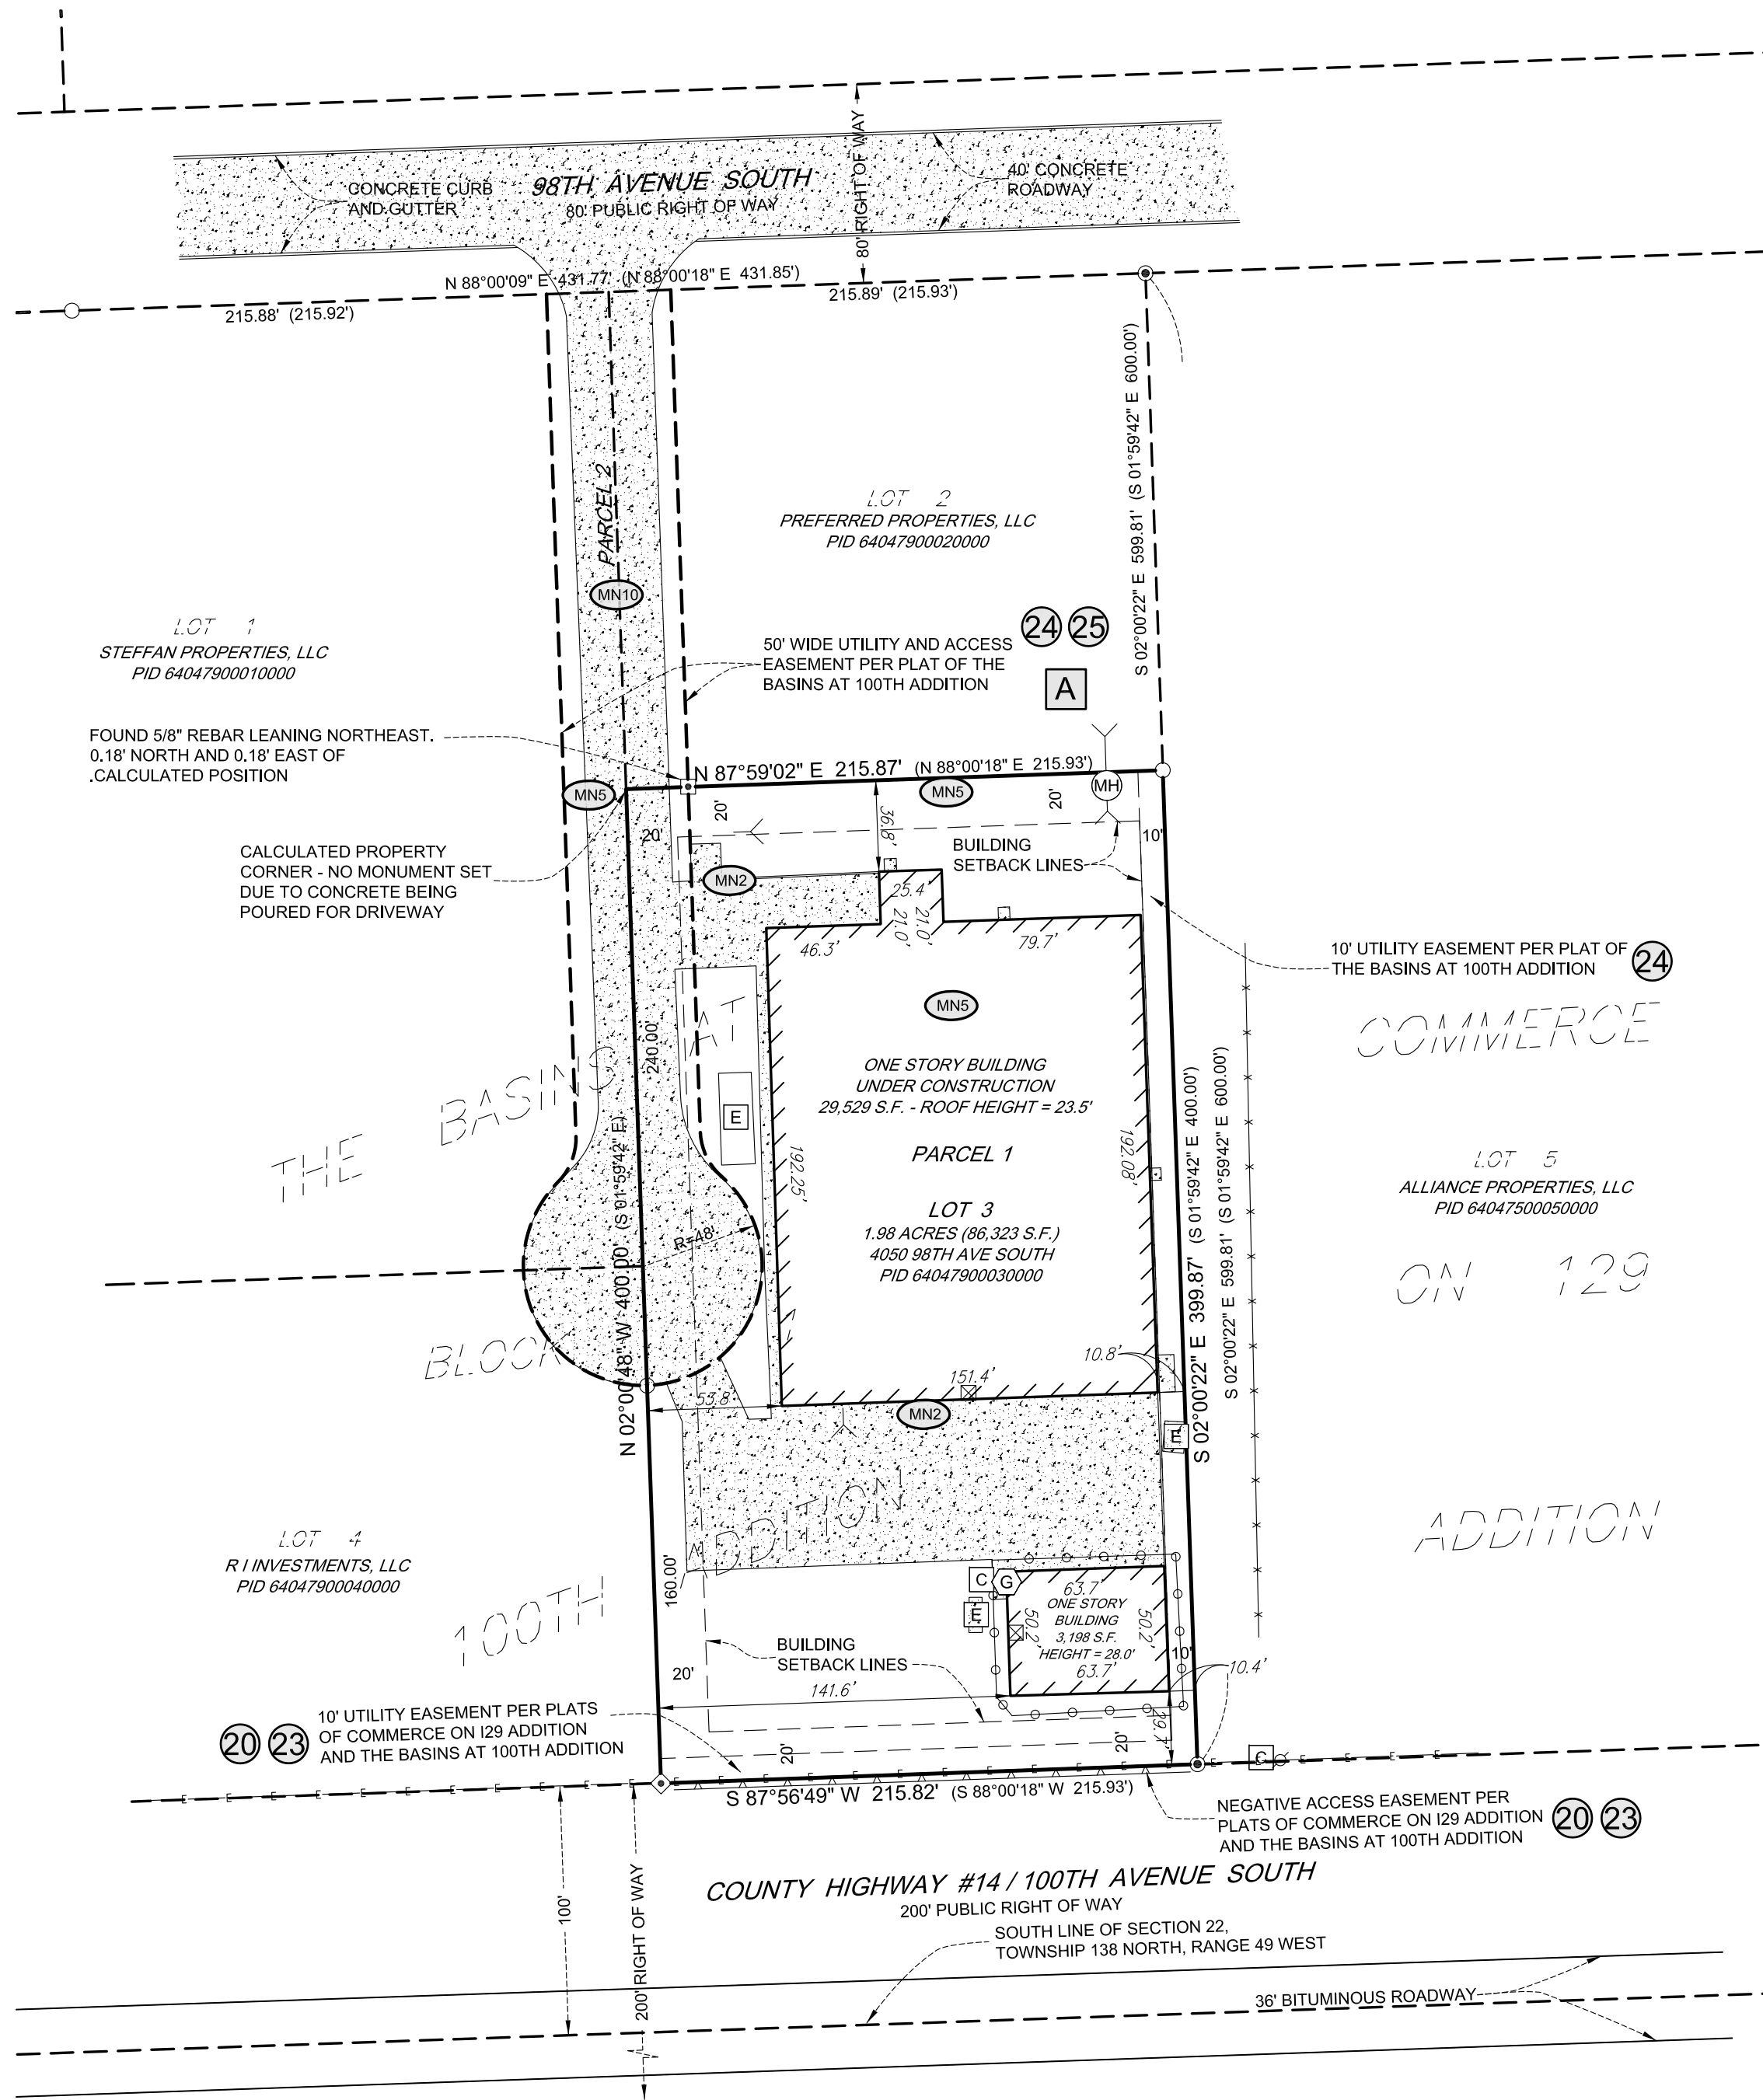 80' RIGHT OF WAY
CONCRETE CURB
AND GUTTER
98TH AVENUE SOUTH
80' PUBLIC RIGHT OF WAY
40' CONCRETE
ROADWAY
N 88°00'09" E 431.77' (N 88°00'18" E 431.85')
215.88' (215.92')
215.89' (215.93')
S 02°00'22" E 599.81' (S 01°59'42" E 600.00')
PARCEL 2
MN10
LOT 2
PREFERRED PROPERTIES, LLC
PID 64047900020000
LOT 1
STEFFAN PROPERTIES, LLC
PID 64047900010000
50' WIDE UTILITY AND ACCESS
EASEMENT PER PLAT OF THE
BASINS AT 100TH ADDITION
24 25
A
FOUND 5/8" REBAR LEANING NORTHEAST.
0.18' NORTH AND 0.18' EAST OF
.CALCULATED POSITION
N 87°59'02" E 215.87' (N 88°00'18" E 215.93')
MN5
MN5
MH
20'
20'
20'
36.8'
10'
BUILDING
SETBACK LINES
CALCULATED PROPERTY
CORNER - NO MONUMENT SET
DUE TO CONCRETE BEING
POURED FOR DRIVEWAY
MN2
25.4'
21.0'
21.0'
46.3'
79.7'
10' UTILITY EASEMENT PER PLAT OF
THE BASINS AT 100TH ADDITION
24
MN5
240.00'
THE BASINS AT
COMMERCE
ONE STORY BUILDING
UNDER CONSTRUCTION
29,529 S.F. - ROOF HEIGHT = 23.5'
E
PARCEL 1
192.25'
192.08'
LOT 3
1.98 ACRES (86,323 S.F.)
4050 98TH AVE SOUTH
PID 64047900030000
LOT 5
ALLIANCE PROPERTIES, LLC
PID 64047500050000
R=48'
N 02°00'48" W 400.00' (S 01°59'42" E)
S 02°00'22" E 399.87' (S 01°59'42" E 400.00')
S 02°00'22" E 599.81' (S 01°59'42" E 600.00')
ON 129
BLOCK 1
10.8'
151.4'
53.8'
MN2
E
ADDITION
ADDITION
LOT 4
R I INVESTMENTS, LLC
PID 64047900040000
100TH
160.00'
C
G
E
63.7'
ONE STORY
BUILDING
3,198 S.F.
HEIGHT = 28.0'
63.7'
50.2'
50.2'
10'
10.4'
BUILDING
SETBACK LINES
20'
141.6'
29.7'
20'
20'
10' UTILITY EASEMENT PER PLATS
OF COMMERCE ON I29 ADDITION
AND THE BASINS AT 100TH ADDITION
20 23
E E E E E E E E E E
E E E E E E E E E E E E
C
E E E E E
S 87°56'49" W 215.82' (S 88°00'18" W 215.93')
NEGATIVE ACCESS EASEMENT PER
PLATS OF COMMERCE ON I29 ADDITION
AND THE BASINS AT 100TH ADDITION
20 23
COUNTY HIGHWAY #14 / 100TH AVENUE SOUTH
200' PUBLIC RIGHT OF WAY
100'
200' RIGHT OF WAY
SOUTH LINE OF SECTION 22,
TOWNSHIP 138 NORTH, RANGE 49 WEST
36' BITUMINOUS ROADWAY